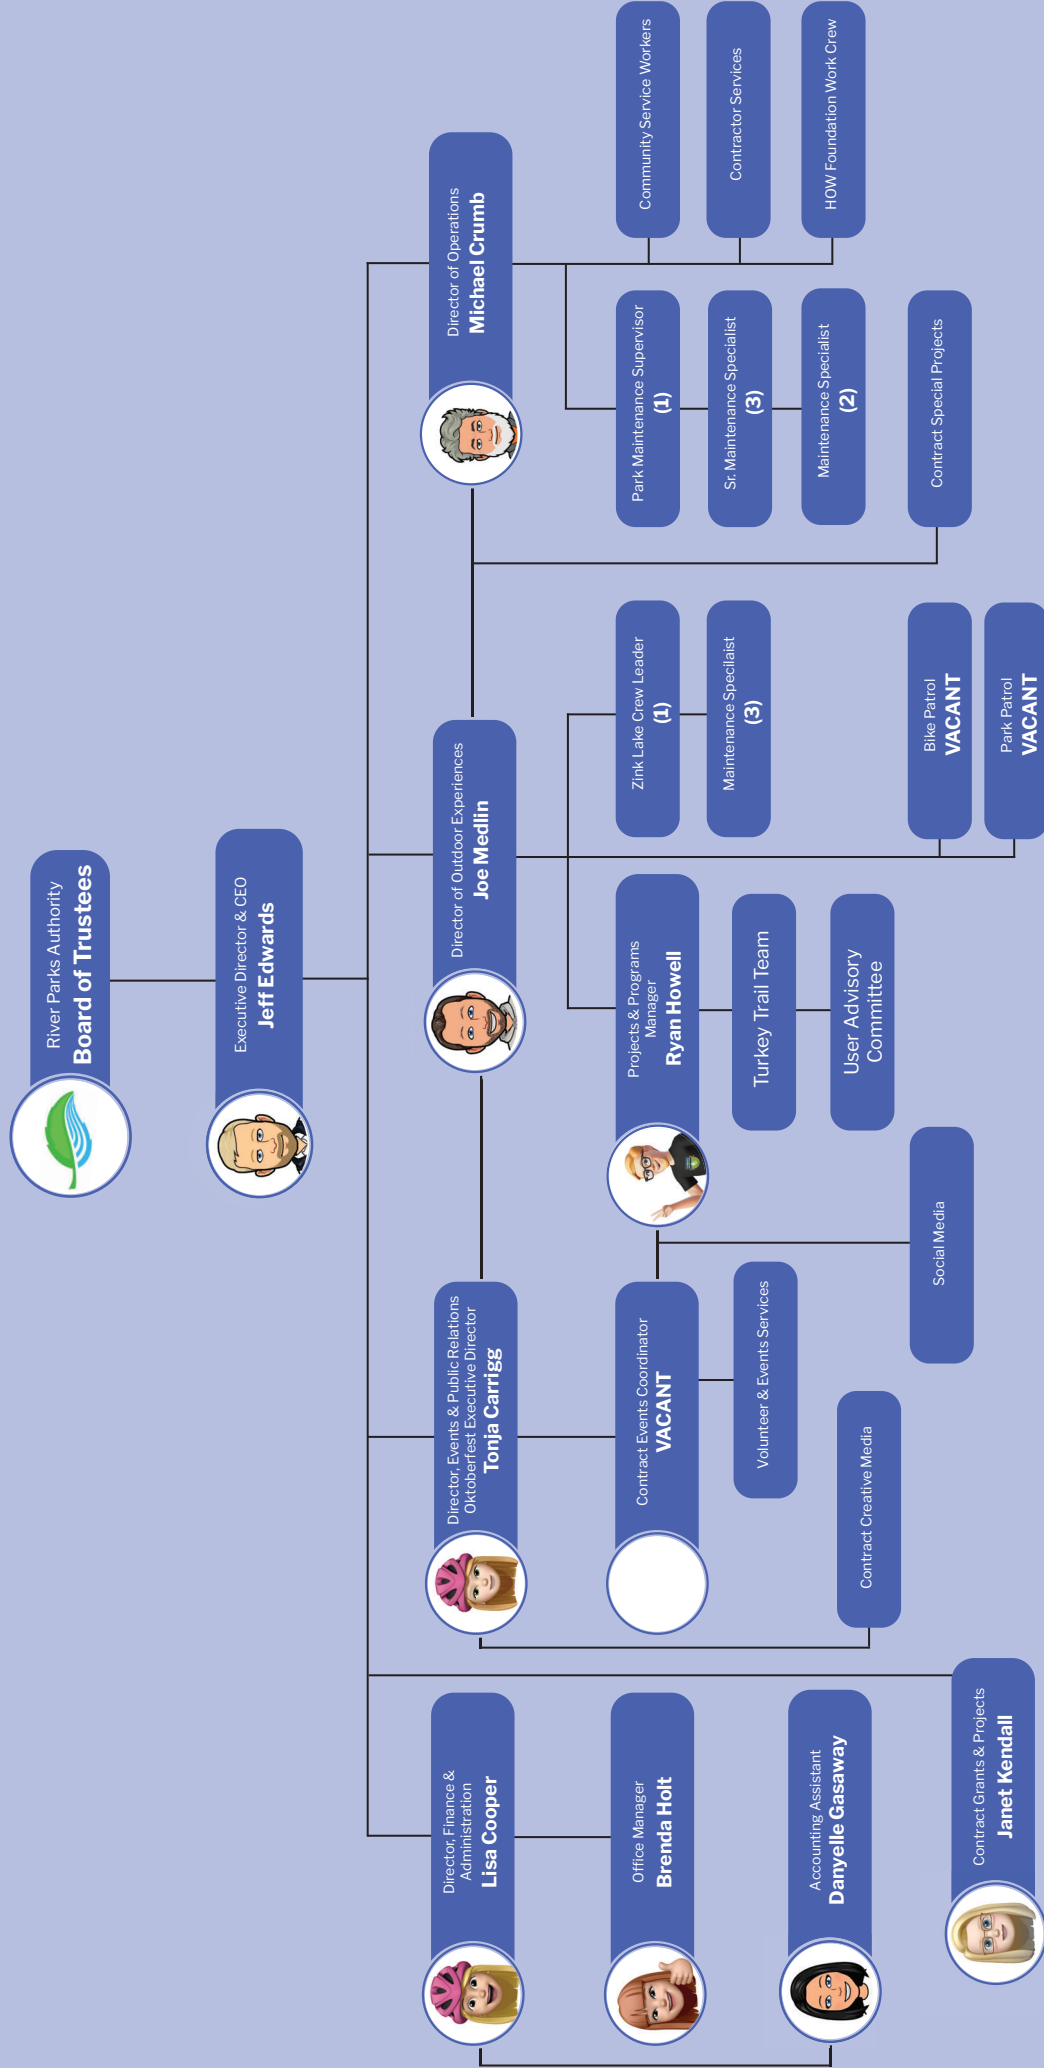 River Parks Authority
Board of Trustees
Executive Director & CEO
Jeff Edwards
Director, Finance &
Administration
Lisa Cooper
Director, Events & Public Relations
Oktoberfest Executive Director
Tonja Carrigg
Director of Outdoor Experiences
Joe Medlin
Director of Operations
Michael Crumb
Office Manager
Brenda Holt
Accounting Assistant
Danyelle Gasaway
Contract Grants & Projects
Janet Kendall
Contract Events Coordinator
VACANT
Volunteer & Events Services
Contract Creative Media
Social Media
Projects & Programs
Manager
Ryan Howell
Turkey Trail Team
User Advisory
Committee
Zink Lake Crew Leader
(1)
Maintenance Specilaist
(3)
Bike Patrol
VACANT
Park Patrol
VACANT
Park Maintenance Supervisor
(1)
Sr. Maintenance Specialist
(3)
Maintenance Specialist
(2)
Contract Special Projects
Community Service Workers
Contractor Services
HOW Foundation Work Crew